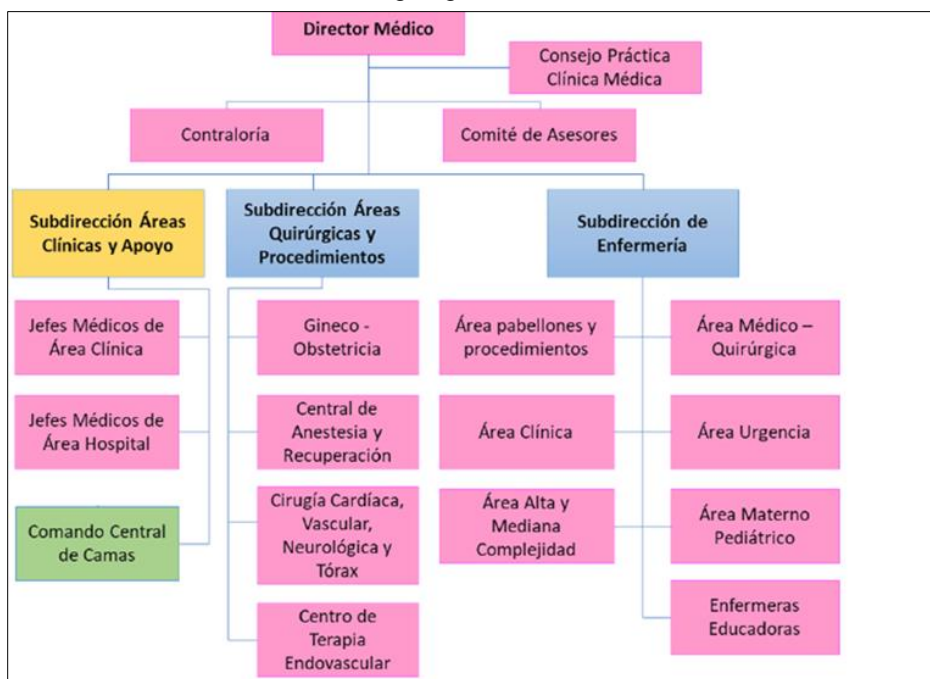 Director Médico
Consejo Práctica
Clínica Médica
Contraloría
Comité de Asesores
Subdirección Áreas
Clínicas y Apoyo
Subdirección Áreas
Quirúrgicas y
Procedimientos
Subdirección de
Enfermería
Jefes Médicos de
Área Clínica
Gineco -
Obstetricia
Área pabellones y
procedimientos
Área Médico –
Quirúrgica
Jefes Médicos de
Área Hospital
Central de
Anestesia y
Recuperación
Área Clínica
Área Urgencia
Comando Central
de Camas
Cirugía Cardíaca,
Vascular,
Neurológica y
Tórax
Área Alta y
Mediana
Complejidad
Área Materno
Pediátrico
Centro de
Terapia
Endovascular
Enfermeras
Educadoras